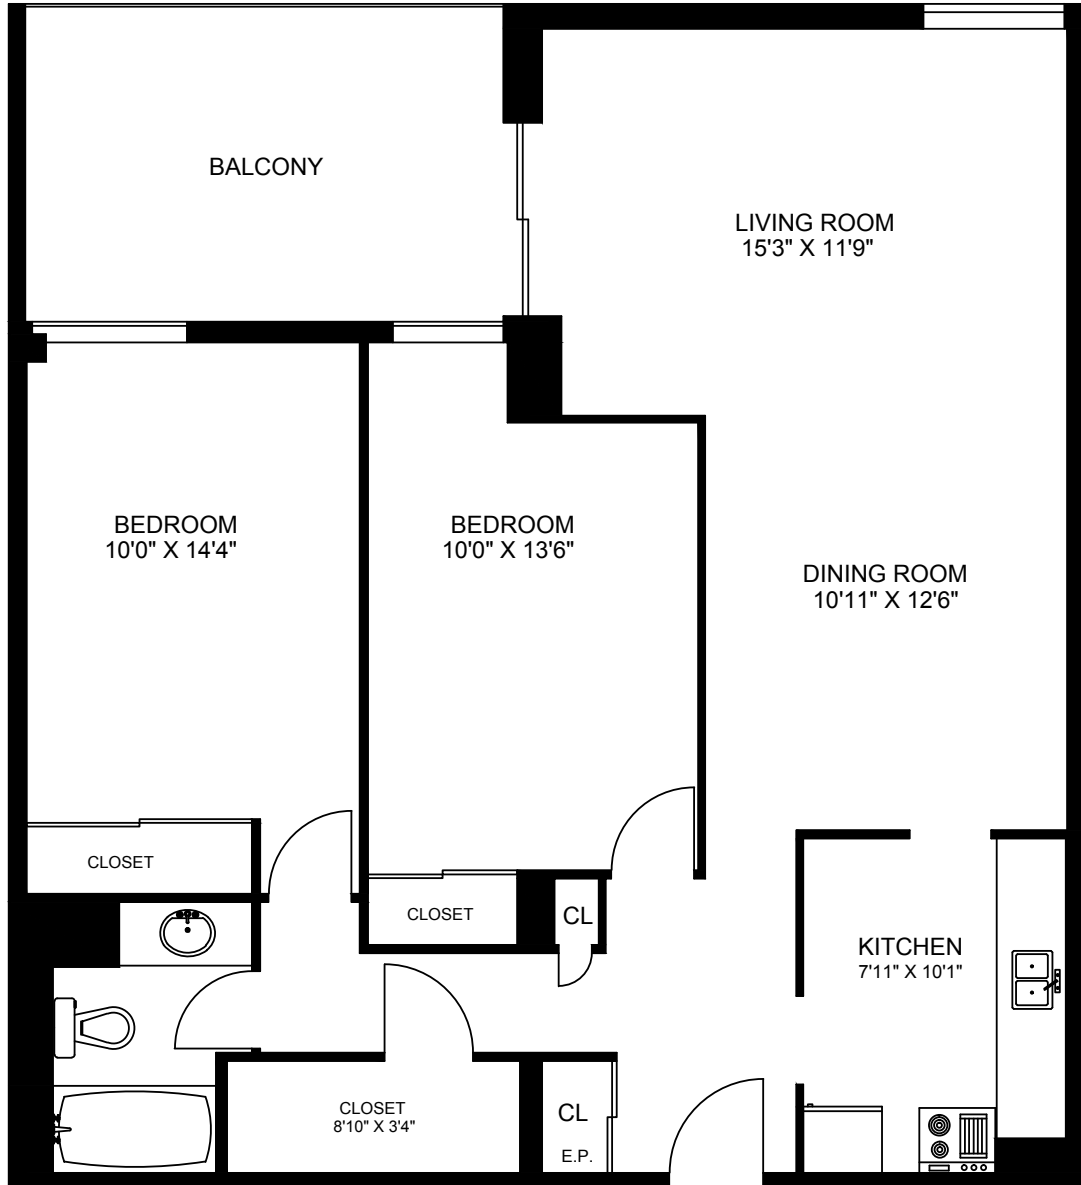 BALCONY
LIVING ROOM
15'3" X 11'9"
BEDROOM
10'0" X 14'4"
BEDROOM
10'0" X 13'6"
DINING ROOM
10'11" X 12'6"
CLOSET
CLOSET
CL
KITCHEN
7'11" X 10'1"
CLOSET
8'10" X 3'4"
CL
E.P.